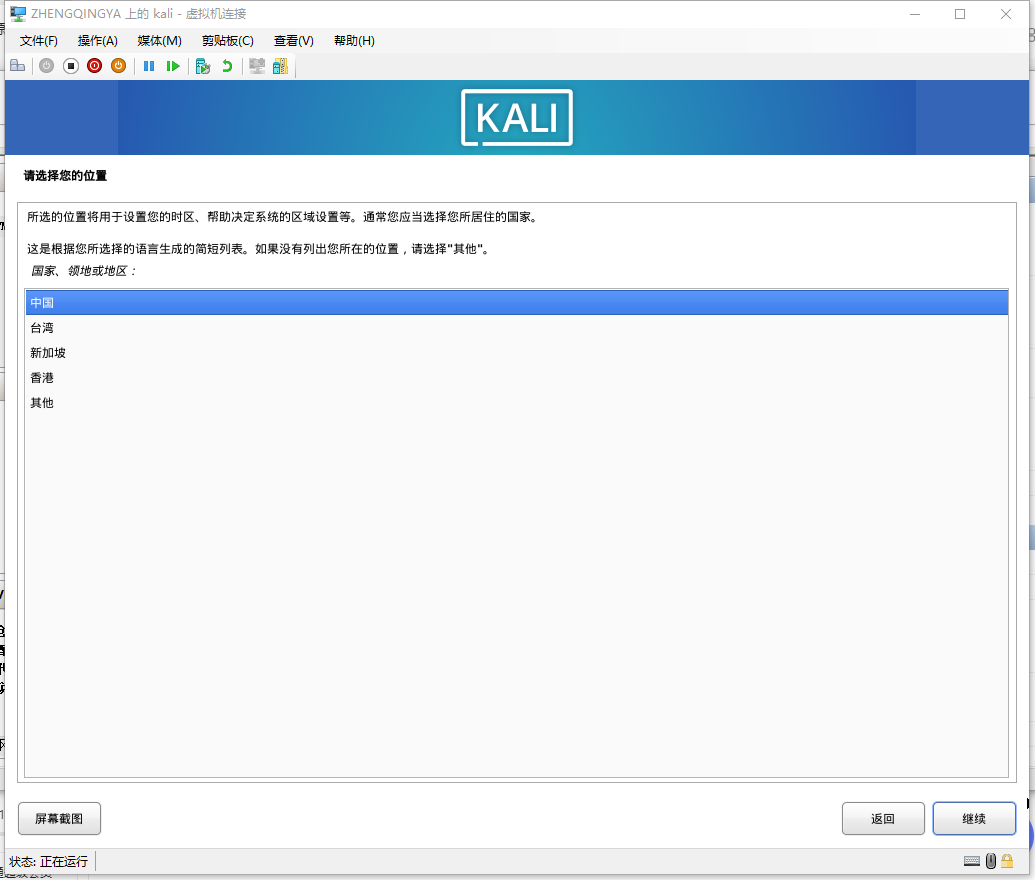 ZHENGQINGYA 上的 kali - 虚拟机连接
文件(F) 操作(A) 媒体(M) 剪贴板(C) 查看(V) 帮助(H)
KALI
请选择您的位置
所选的位置将用于设置您的时区、帮助决定系统的区域设置等。通常您应当选择您所居住的国家。
这是根据您所选择的语言生成的简短列表。如果没有列出您所在的位置，请选择"其他"。
国家、领地或地区：
中国
台湾
新加坡
香港
其他
屏幕截图 返回 继续
状态: 正在运行